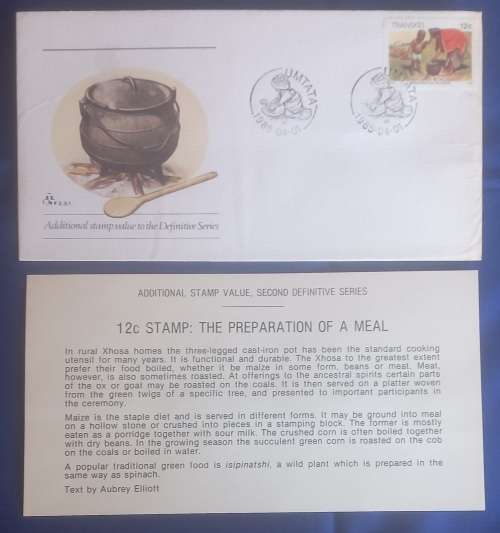 TRANSKEI
12c
UMTATA
1985-04-01
UMTATA
1985-04-01
Additional stamp value to the Definitive Series
ADDITIONAL STAMP VALUE, SECOND DEFINITIVE SERIES
12c STAMP: THE PREPARATION OF A MEAL
In rural Xhosa homes the three-legged cast-iron pot has been the standard cooking
utensil for many years. It is functional and durable. The Xhosa to the greatest extent
prefer their food boiled, whether it be maize in some form, beans or meat. Meat,
however, is also sometimes roasted. At offerings to the ancestral spirits certain parts
of the ox or goat may be roasted on the coals. It is then served on a platter woven
from the green twigs of a specific tree, and presented to important participants in
the ceremony.
Maize is the staple diet and is served in different forms. It may be ground into meal
on a hollow stone or crushed into pieces in a stamping block. The former is mostly
eaten as a porridge together with sour milk. The crushed corn is often boiled together
with dry beans. In the growing season the succulent green corn is roasted on the cob
on the coals or boiled in water.
A popular traditional green food is isipinatshi, a wild plant which is prepared in the
same way as spinach.
Text by Aubrey Elliott